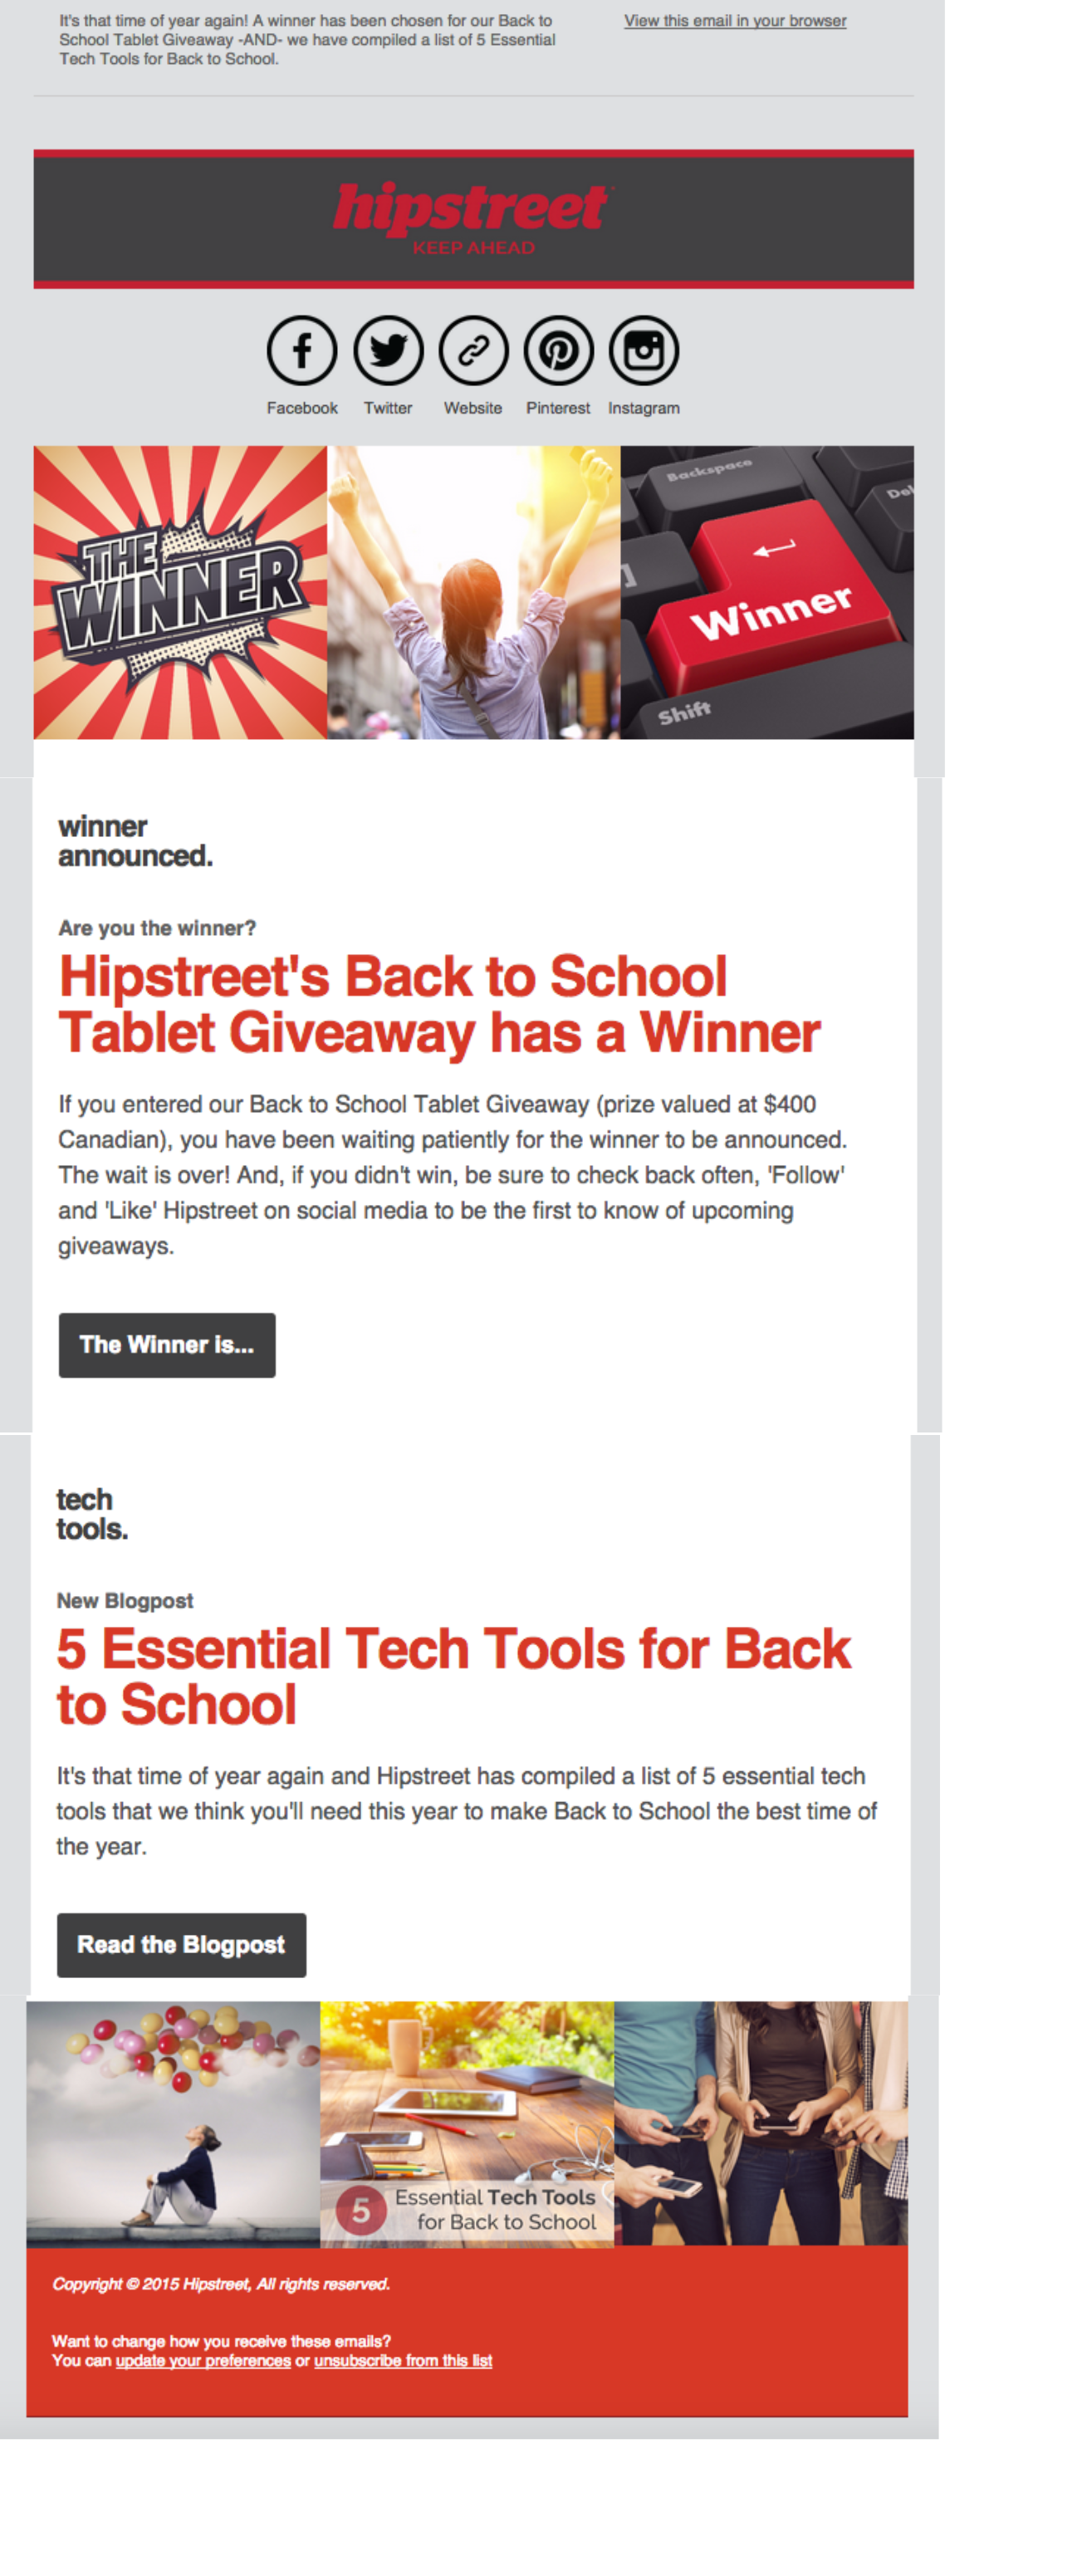 It's that time of year again! A winner has been chosen for our Back to
School Tablet Giveaway -AND- we have compiled a list of 5 Essential
Tech Tools for Back to School.
View this email in your browser
hipstreet
KEEP AHEAD
Facebook
Twitter
Website
Pinterest
Instagram
THE
WINNER
Backspace
Del
]
Winner
Shift
winner
announced.
Are you the winner?
Hipstreet's Back to School
Tablet Giveaway has a Winner
If you entered our Back to School Tablet Giveaway (prize valued at $400
Canadian), you have been waiting patiently for the winner to be announced.
The wait is over! And, if you didn't win, be sure to check back often, 'Follow'
and 'Like' Hipstreet on social media to be the first to know of upcoming
giveaways.
The Winner is...
tech
tools.
New Blogpost
5 Essential Tech Tools for Back
to School
It's that time of year again and Hipstreet has compiled a list of 5 essential tech
tools that we think you'll need this year to make Back to School the best time of
the year.
Read the Blogpost
5
Essential Tech Tools
for Back to School
Copyright © 2015 Hipstreet, All rights reserved.
Want to change how you receive these emails?
You can update your preferences or unsubscribe from this list